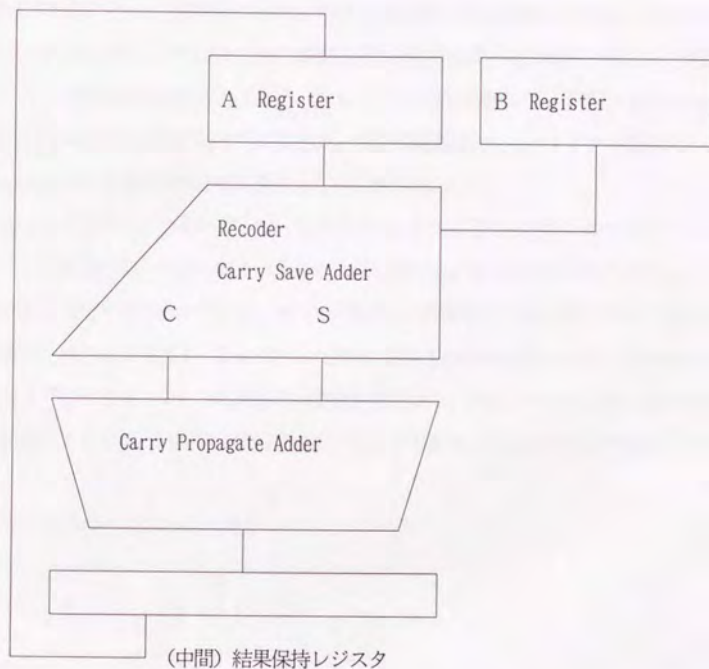 A Register
B Register
Recoder
Carry Save Adder
C S
Carry Propagate Adder
（中間）結果保持レジスタ